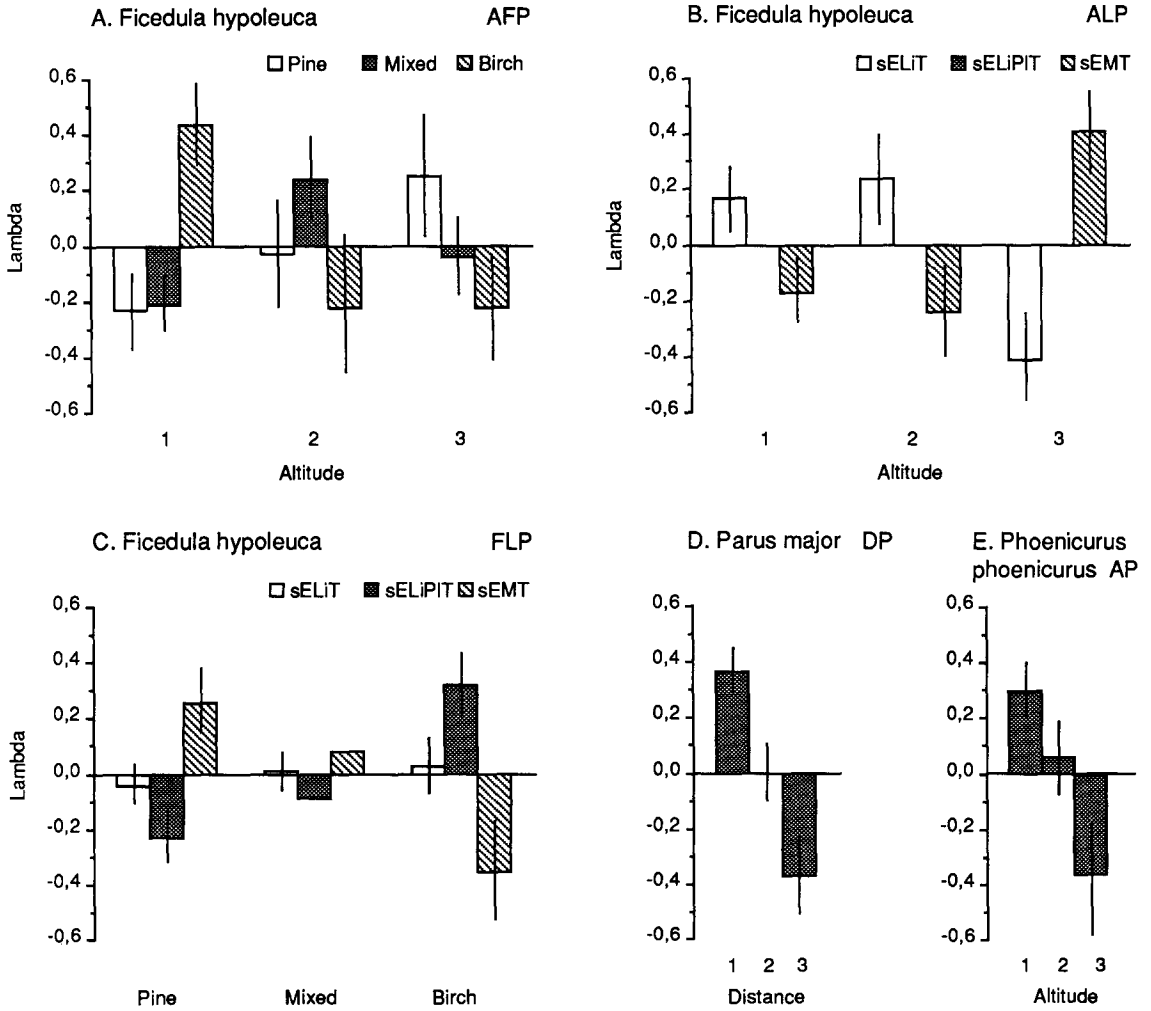 A. Ficedula hypoleuca AFP
Pine Mixed Birch
0,6
0,4
0,2
0,0
-0,2
-0,4
-0,6
Lambda
1 2 3
Altitude
B. Ficedula hypoleuca ALP
sELiT sELiPlT sEMT
0,6
0,4
0,2
0,0
-0,2
-0,4
-0,6
Lambda
1 2 3
Altitude
C. Ficedula hypoleuca FLP
sELiT sELiPlT sEMT
0,6
0,4
0,2
0,0
-0,2
-0,4
-0,6
Lambda
Pine Mixed Birch
D. Parus major DP
0,6
0,4
0,2
0,0
-0,2
-0,4
-0,6
1 2 3
Distance
E. Phoenicurus
phoenicurus AP
0,6
0,4
0,2
0,0
-0,2
-0,4
-0,6
1 2 3
Altitude